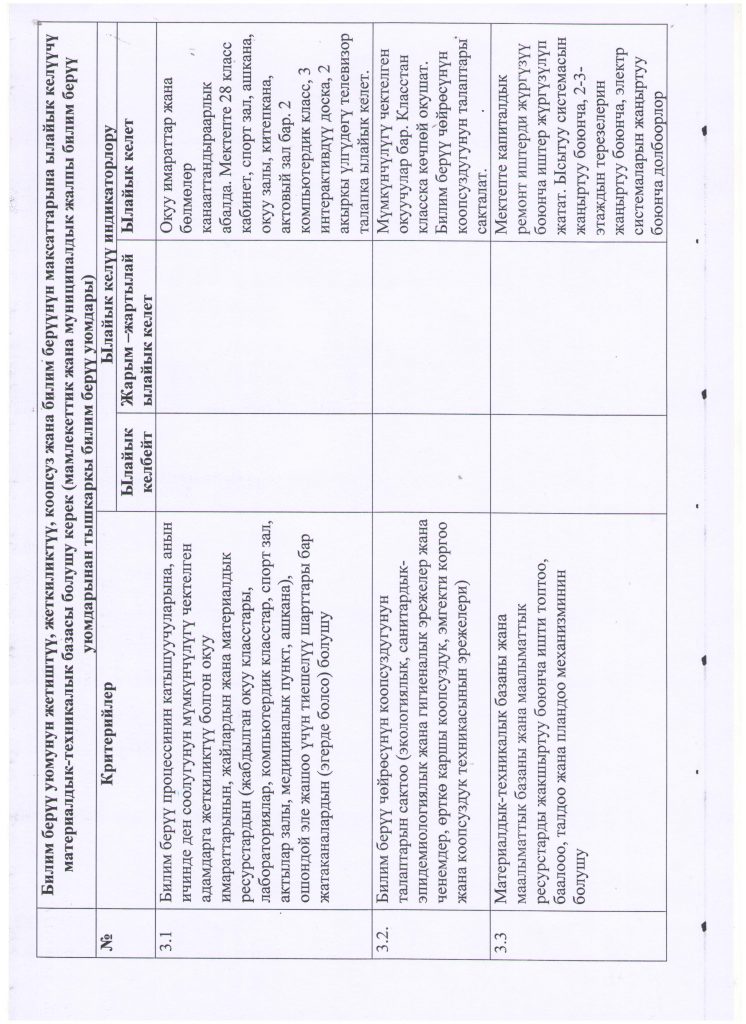 Билим берүү уюмунун жетиштүү, жеткиликтүү, коопсуз жана билим берүүнүн максаттарына ылайык келүүчү
материалдык-техникалык базасы болушу керек (мамлекеттик жана муниципалдык жалпы билим берүү
уюмдарынан тышкаркы билим берүү уюмдары)
№
Критерийлер
Ылайык келүү индикаторлору
Ылайык
келбейт
Жарым –жартылай
ылайык келет
Ылайык келет
3.1
Билим берүү процессинин катышуучуларына, анын
ичинде ден соолугунун мүмкүнчүлүгү чектелген
адамдарга жеткиликтүү болгон окуу
имараттарынын, жайлардын жана материалдык
ресурстардын (жабдылган окуу класстары,
лабораториялар, компьютердик класстар, спорт зал,
актылар залы, медициналык пункт, ашкана),
ошондой эле жашоо үчүн тиешелүү шарттары бар
жатаканалардын (эгерде болсо) болушу
Окуу имараттар жана
бөлмөлөр
канааттандыраарлык
абалда. Мектепте 28 класс
кабинет, спорт зал, ашкана,
окуу залы, китепкана,
актовый зал бар. 2
компьютердик класс, 3
интерактивдүү доска, 2
акыркы үлгүдөгү телевизор
талапка ылайык келет.
3.2.
Билим берүү чөйрөсүнүн коопсуздугунун
талаптарын сактоо (экологиялык, санитардык-
эпидемиологиялык жана гигиеналык эрежелер жана
ченемдер, өрткө каршы коопсуздук, эмгекти коргоо
жана коопсуздук техникасынын эрежелери)
Мүмкүнчүлүгү чектелген
окуучулар бар. Класстан
класска көчпөй окушат.
Билим берүү чөйрөсүнүн
коопсуздугунун талаптары
сакталат.
3.3
Материалдык-техникалык базаны жана
маалыматтык базаны жана маалыматтык
ресурстарды жакшыртуу боюнча ишти топтоо,
баалооо, талдоо жана пландоо механизминин
болушу
Мектепте капиталдык
ремонт иштерди жүргүзүү
боюнча иштер жүргүзүлүп
жатат. Ысытуу системасын
жаңыртуу боюнча, 2-3-
этаждын терезелерин
жаңыртуу боюнча, электр
системаларын жаңыртуу
боюнча долбоорлор